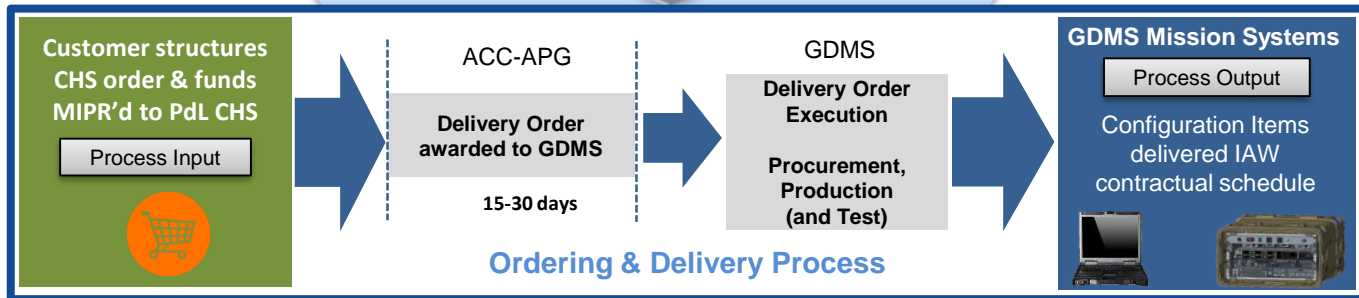 Customer structures
CHS order & funds
MIPR’d to PdL CHS
Process Input
ACC-APG
Delivery Order
awarded to GDMS
15-30 days
GDMS
Delivery Order
Execution
Procurement,
Production
(and Test)
GDMS Mission Systems
Process Output
Configuration Items
delivered IAW
contractual schedule
Ordering & Delivery Process